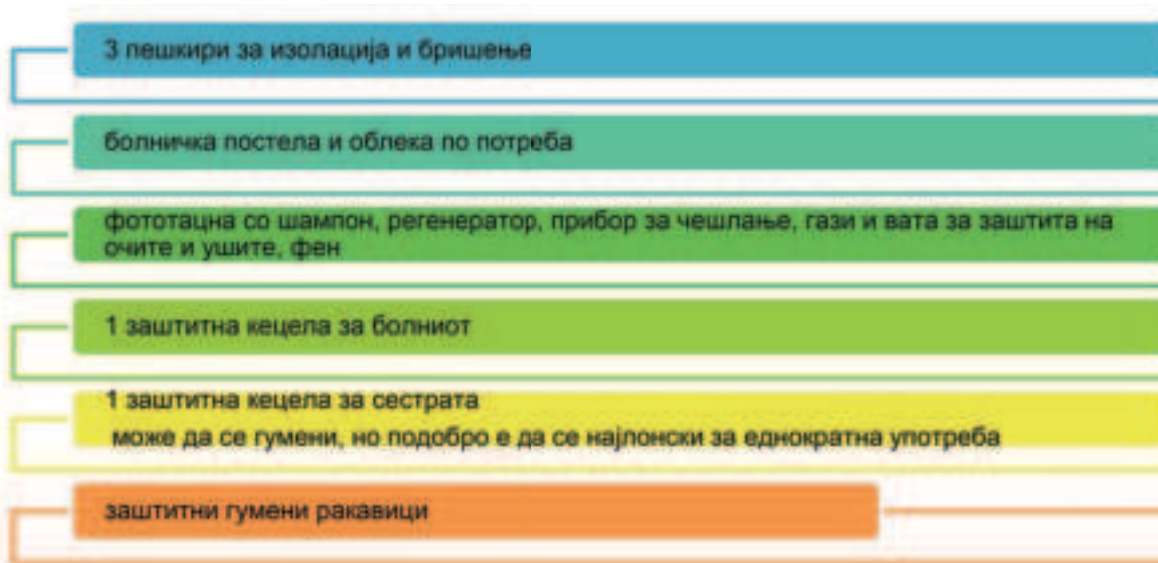 3 пешкири за изолација и бришење
болничка постела и облека по потреба
фототацна со шампон, регенератор, прибор за чешлање, гази и вата за заштита на
очите и ушите, фен
1 заштитна кецела за болниот
1 заштитна кецела за сестрата
може да се гумени, но подобро е да се најлонски за еднократна употреба
заштитни гумени ракавици